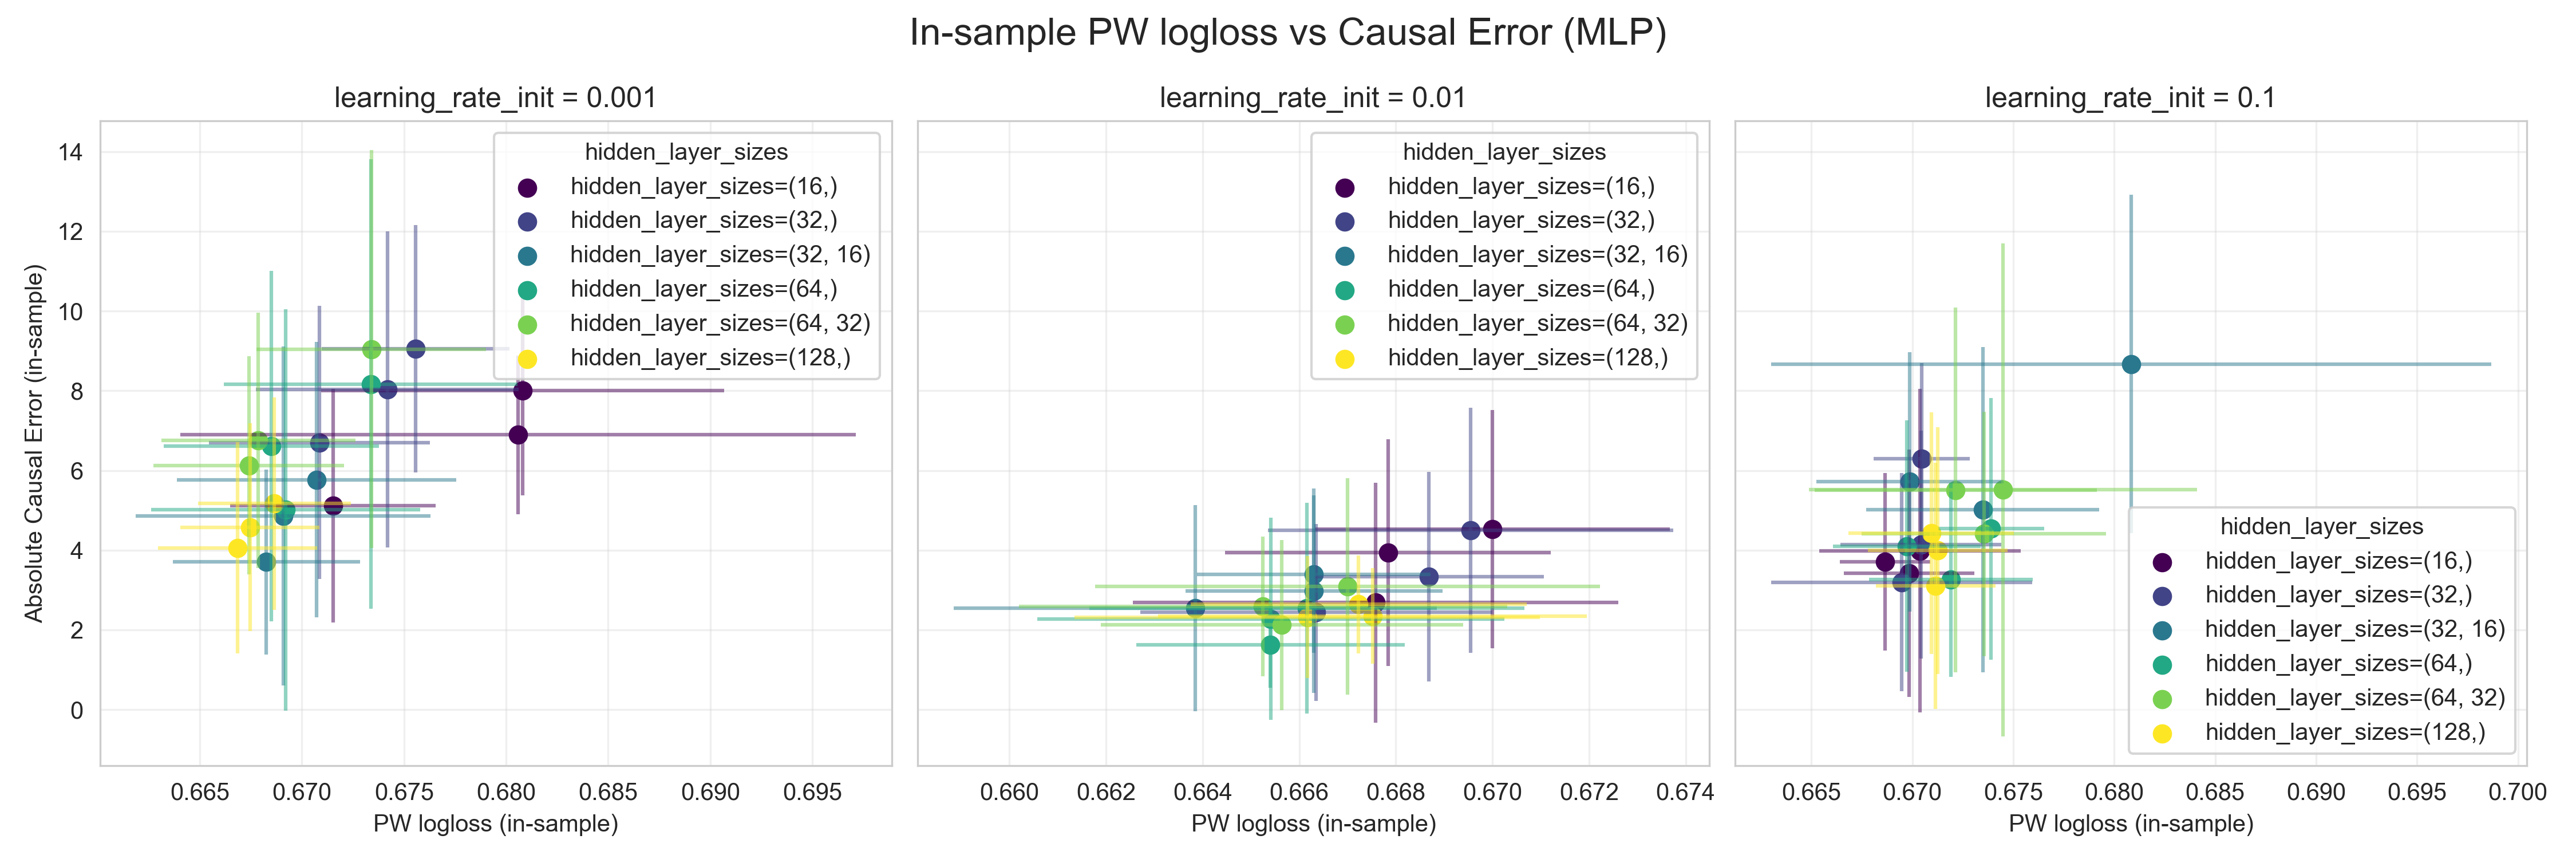 In-sample PW logloss vs Causal Error (MLP)
learning_rate_init = 0.001
learning_rate_init = 0.01
learning_rate_init = 0.1
Absolute Causal Error (in-sample)
14
12
10
8
6
4
2
0
hidden_layer_sizes
hidden_layer_sizes=(16,)
hidden_layer_sizes=(32,)
hidden_layer_sizes=(32, 16)
hidden_layer_sizes=(64,)
hidden_layer_sizes=(64, 32)
hidden_layer_sizes=(128,)
0.665 0.670 0.675 0.680 0.685 0.690 0.695
PW logloss (in-sample)
hidden_layer_sizes
hidden_layer_sizes=(16,)
hidden_layer_sizes=(32,)
hidden_layer_sizes=(32, 16)
hidden_layer_sizes=(64,)
hidden_layer_sizes=(64, 32)
hidden_layer_sizes=(128,)
0.660 0.662 0.664 0.666 0.668 0.670 0.672 0.674
PW logloss (in-sample)
hidden_layer_sizes
hidden_layer_sizes=(16,)
hidden_layer_sizes=(32,)
hidden_layer_sizes=(32, 16)
hidden_layer_sizes=(64,)
hidden_layer_sizes=(64, 32)
hidden_layer_sizes=(128,)
0.665 0.670 0.675 0.680 0.685 0.690 0.695 0.700
PW logloss (in-sample)